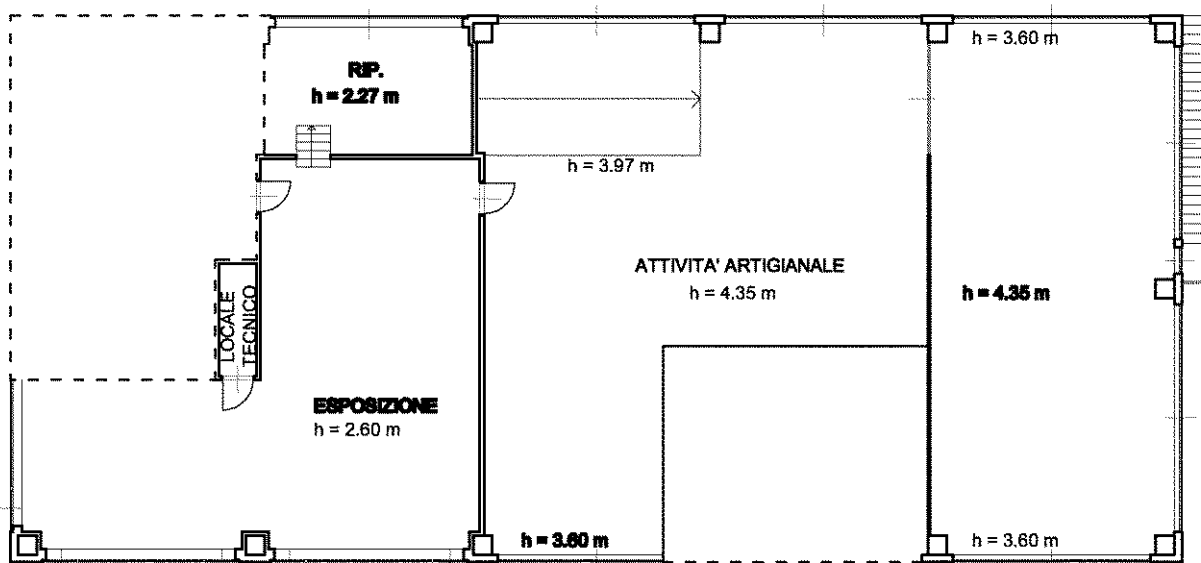 h = 3.60 m
RIP.
h = 2.27 m
h = 3.97 m
ATTIVITA' ARTIGIANALE
h = 4.35 m
h = 4.35 m
LOCALE
TECNICO
ESPOSIZIONE
h = 2.60 m
h = 3.60 m
h = 3.60 m